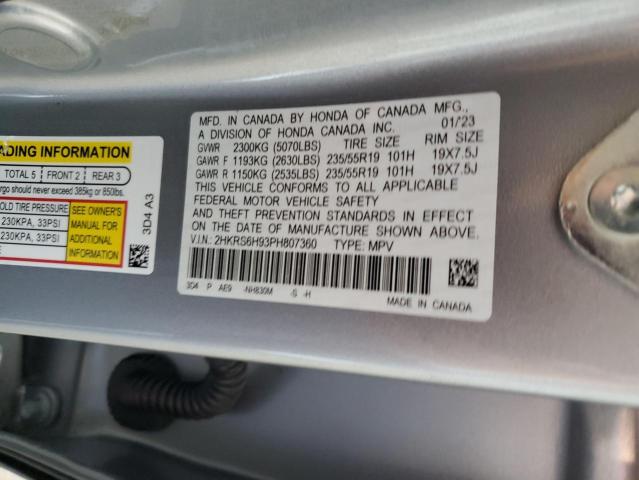 ADING INFORMATION
TOTAL 5 FRONT 2 REAR 3
rgo should never exceed 385kg or 850lbs.
OLD TIRE PRESSURE
230KPA, 33PSI
230KPA, 33PSI
SEE OWNER'S
MANUAL FOR
ADDITIONAL
INFORMATION
3D4 A3
MFD. IN CANADA BY HONDA OF CANADA MFG.,
A DIVISION OF HONDA CANADA INC. 01/23
GVWR 2300KG (5070LBS) TIRE SIZE RIM SIZE
GAWR F 1193KG (2630LBS) 235/55R19 101H 19X7.5J
GAWR R 1150KG (2535LBS) 235/55R19 101H 19X7.5J
THIS VEHICLE CONFORMS TO ALL APPLICABLE
FEDERAL MOTOR VEHICLE SAFETY
AND THEFT PREVENTION STANDARDS IN EFFECT
ON THE DATE OF MANUFACTURE SHOWN ABOVE.
V.I.N.: 2HKRS6H93PH807360 TYPE: MPV
3D4 P AE9 -NH830M -S -H
MADE IN CANADA